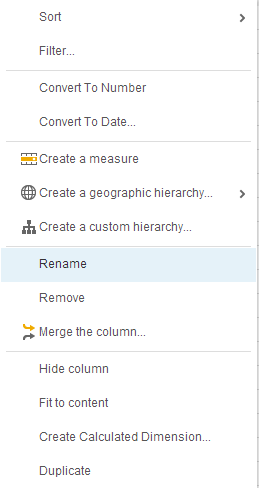 Sort
Filter...
Convert To Number
Convert To Date...
Create a measure
Create a geographic hierarchy...
Create a custom hierarchy...
Rename
Remove
Merge the column...
Hide column
Fit to content
Create Calculated Dimension...
Duplicate